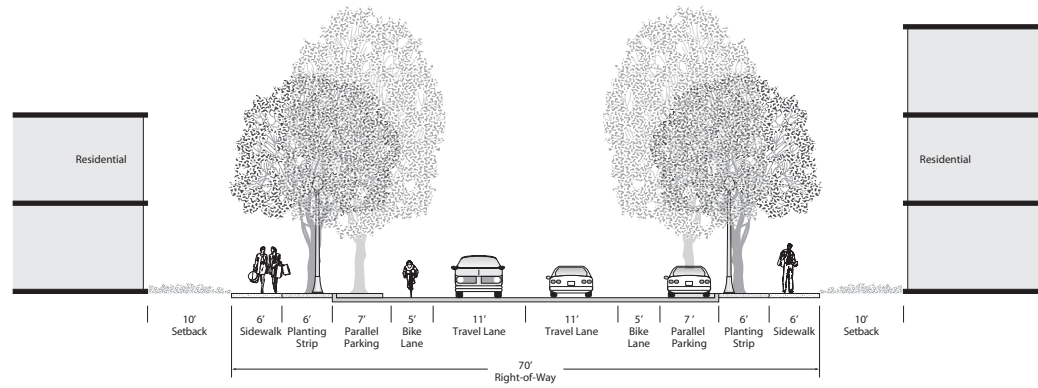 Residential
Residential
10’ 6’ 6’ 7’ 5’ 11’ 11’ 5’ 7 ’ 6’ 6’ 10’
Setback Sidewalk Planting Parallel Bike Travel Lane Travel Lane Bike Parallel Planting Sidewalk Setback
Strip Parking Lane Lane Parking Strip
70’
Right-of-Way